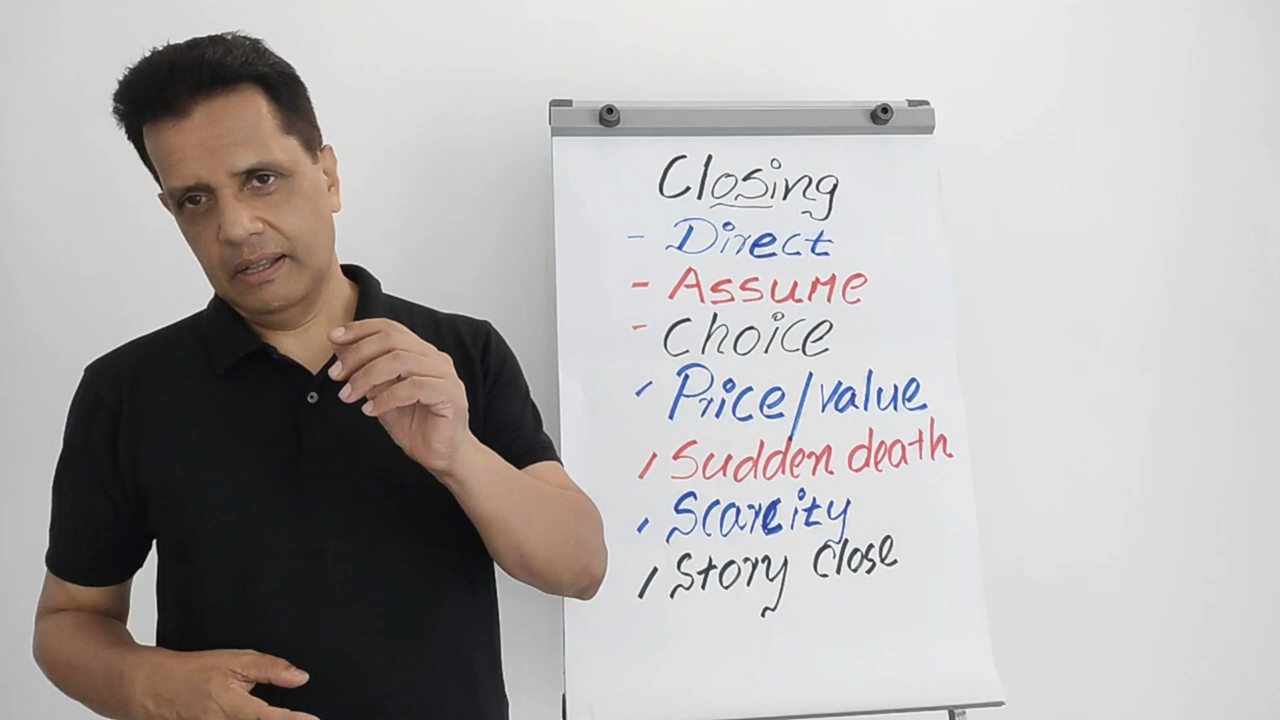 Closing
- Direct
- Assume
- Choice
- Price/value
- Sudden death
- Scarcity
- Story close